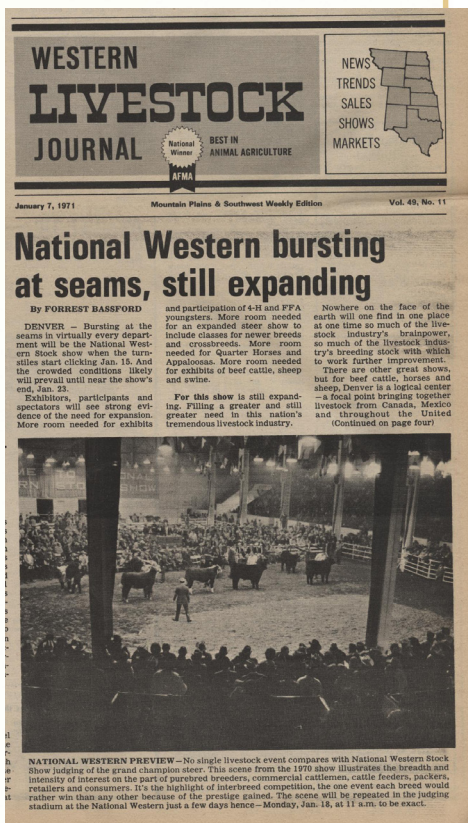 WESTERN
LIVESTOCK
JOURNAL
National
Winner
AFMA
BEST IN
ANIMAL AGRICULTURE
NEWS
TRENDS
SALES
SHOWS
MARKETS
January 7, 1971
Mountain Plains & Southwest Weekly Edition
Vol. 49, No. 11
National Western bursting
at seams, still expanding
By FORREST BASSFORD
DENVER — Bursting at the
seams in virtually every depart-
ment will be the National West-
ern Stock show when the turn-
stiles start clicking Jan. 15. And
the crowded conditions likely
will prevail until near the show's
end, Jan. 23.
Exhibitors, participants and
spectators will see strong evi-
dence of the need for expansion.
More room needed for exhibits
and participation of 4-H and FFA
youngsters. More room needed
for an expanded steer show to
include classes for newer breeds
and crossbreeds. More room
needed for Quarter Horses and
Appaloosas. More room needed
for exhibits of beef cattle, sheep
and swine.
For this show is still expand-
ing. Filling a greater and still
greater need in this nation's
tremendous livestock industry.
Nowhere on the face of the
earth will one find in one place
at one time so much of the live-
stock industry's brainpower,
so much of the livestock indus-
try's breeding stock with which
to work further improvement.
There are other great shows,
but for beef cattle, horses and
sheep, Denver is a logical center
—a focal point bringing together
livestock from Canada, Mexico
and throughout the United
(Continued on page four)
NATIONAL WESTERN PREVIEW—No single livestock event compares with National Western Stock
Show judging of the grand champion steer. This scene from the 1970 show illustrates the breadth and
intensity of interest on the part of purebred breeders, commercial cattlemen, cattle feeders, packers,
retailers and consumers. It's the highlight of interbreed competition, the one event each breed would
rather win than any other because of the prestige gained. The scene will be repeated in the judging
stadium at the National Western just a few days hence—Monday, Jan. 18, at 11 a.m. to be exact.